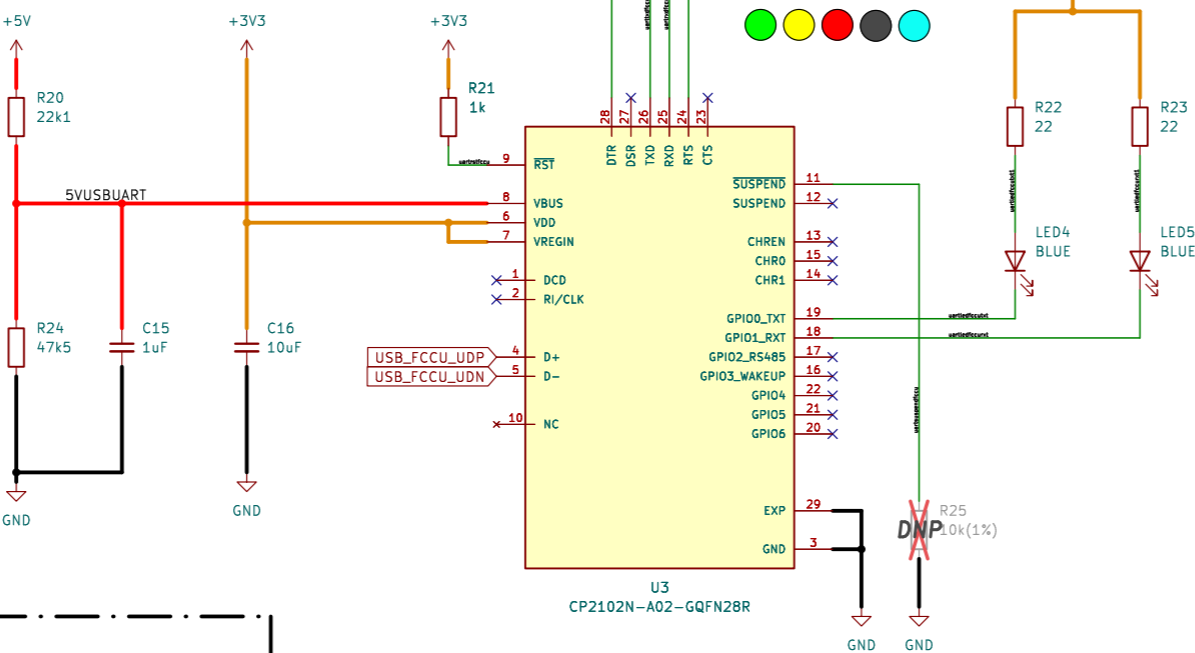 +5V
+3V3
+3V3
R20
22k1
R21
1k
R22
22
R23
22
28
27
26
25
24
23
DTR
DSR
TXD
RXD
RTS
CTS
9
RST
8
VBUS
6
VDD
7
VREGIN
1
DCD
2
RI/CLK
4
D+
5
D-
10
NC
5VUSBUART
SUSPEND
11
SUSPEND
12
CHREN
13
CHR0
15
CHR1
14
GPIO0_TXT
19
GPIO1_RXT
18
GPIO2_RS485
17
GPIO3_WAKEUP
16
GPIO4
22
GPIO5
21
GPIO6
20
EXP
29
GND
3
LED4
BLUE
LED5
BLUE
R24
47k5
C15
1uF
C16
10uF
USB_FCCU_UDP
USB_FCCU_UDN
R25
10k(1%)
DNP
GND
GND
GND
GND
U3
CP2102N-A02-GQFN28R